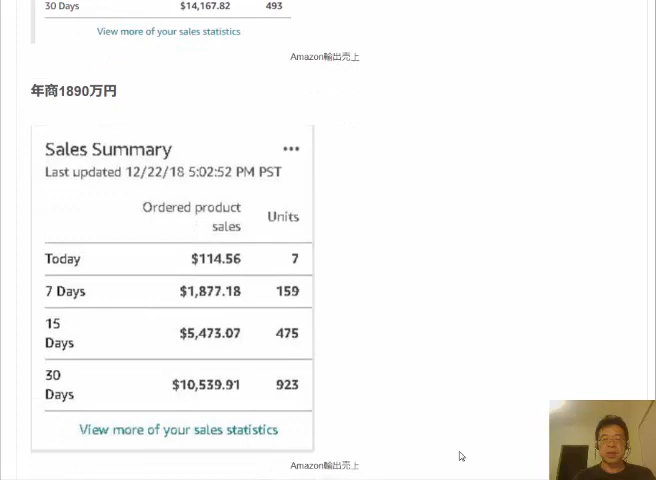 30 Days $14,167.82 493
View more of your sales statistics
Amazon輸出売上
年商1890万円
Sales Summary •••
Last updated 12/22/18 5:02:52 PM PST
Ordered product Units
sales
Today $114.56 7
7 Days $1,877.18 159
15
Days $5,473.07 475
30
Days $10,539.91 923
View more of your sales statistics
Amazon輸出売上